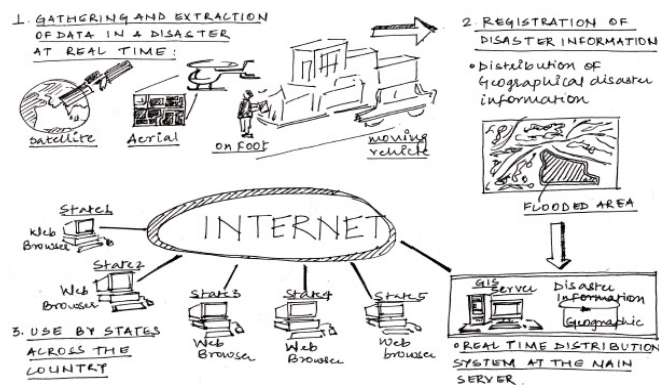 1. GATHERING AND EXTRACTION
OF DATA IN A DISASTER
AT REAL TIME:
Satellite
Aerial
on Foot
moving
vehicle
2. REGISTRATION OF
DISASTER INFORMATION
• Distribution of
Geographical disaster
information
FLOODED AREA
INTERNET
State1
Web
Browser
State2
Web
Browser
State3
Web
Browser
State4
Web
Browser
State5
Web
browser
GIS
Server
Disaster
Information
Geographic
• REAL TIME DISTRIBUTION
SYSTEM AT THE MAIN
SERVER.
3. USE BY STATES
ACROSS THE
COUNTRY